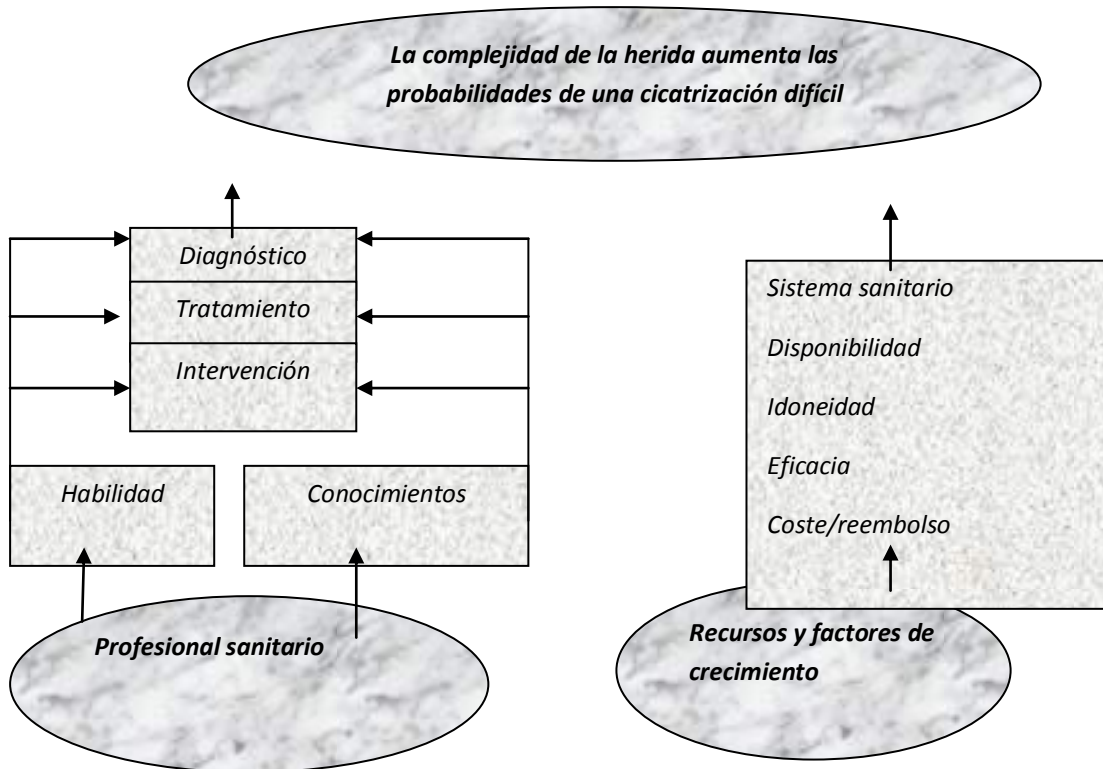 La complejidad de la herida aumenta las
probabilidades de una cicatrización difícil
Diagnóstico
Tratamiento
Intervención
Habilidad
Conocimientos
Profesional sanitario
Sistema sanitario
Disponibilidad
Idoneidad
Eficacia
Coste/reembolso
Recursos y factores de
crecimiento